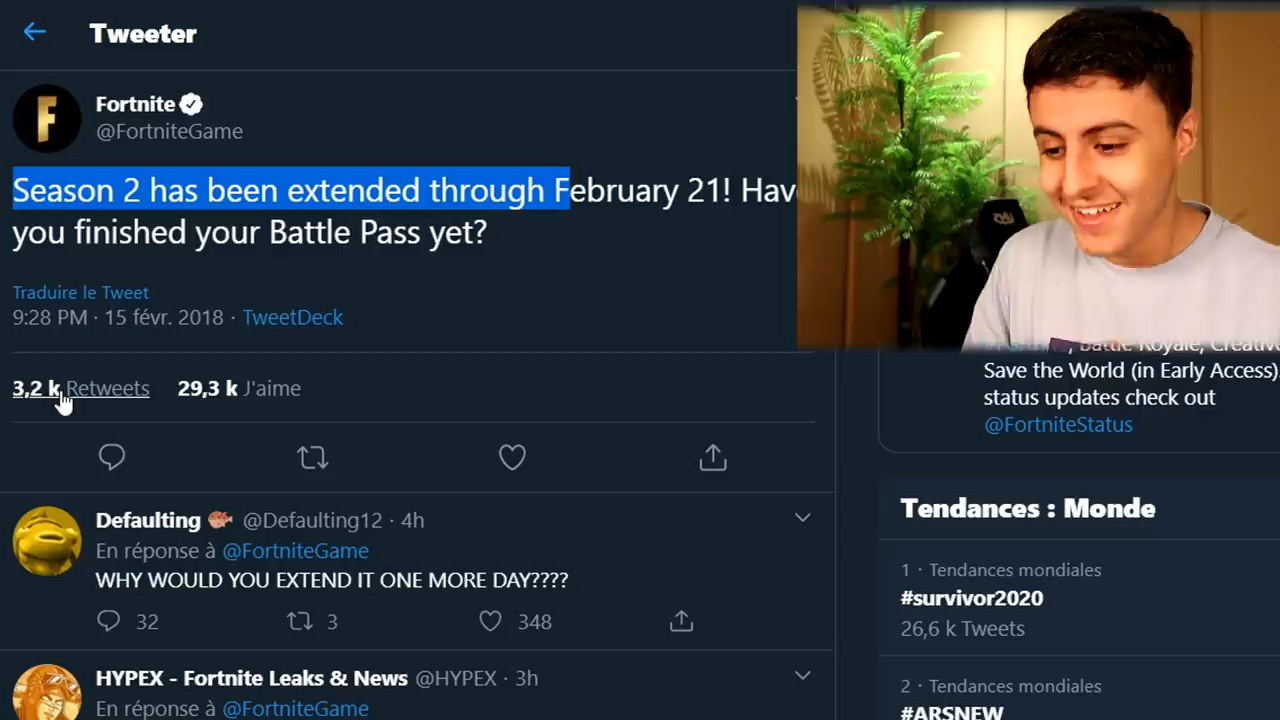 Tweeter
Fortnite
@FortniteGame
Season 2 has been extended through February 21! Have
you finished your Battle Pass yet?
Traduire le Tweet
9:28 PM · 15 févr. 2018 · TweetDeck
3,2 k Retweets 29,3 k J'aime
Defaulting @Defaulting12 · 4h
En réponse à @FortniteGame
WHY WOULD YOU EXTEND IT ONE MORE DAY????
32 3 348
HYPEX - Fortnite Leaks & News @HYPEX · 3h
En réponse à @FortniteGame
, Battle Royale, Creative
Save the World (in Early Access)
status updates check out
@FortniteStatus
Tendances : Monde
1 · Tendances mondiales
#survivor2020
26,6 k Tweets
2 · Tendances mondiales
#ARSNEW